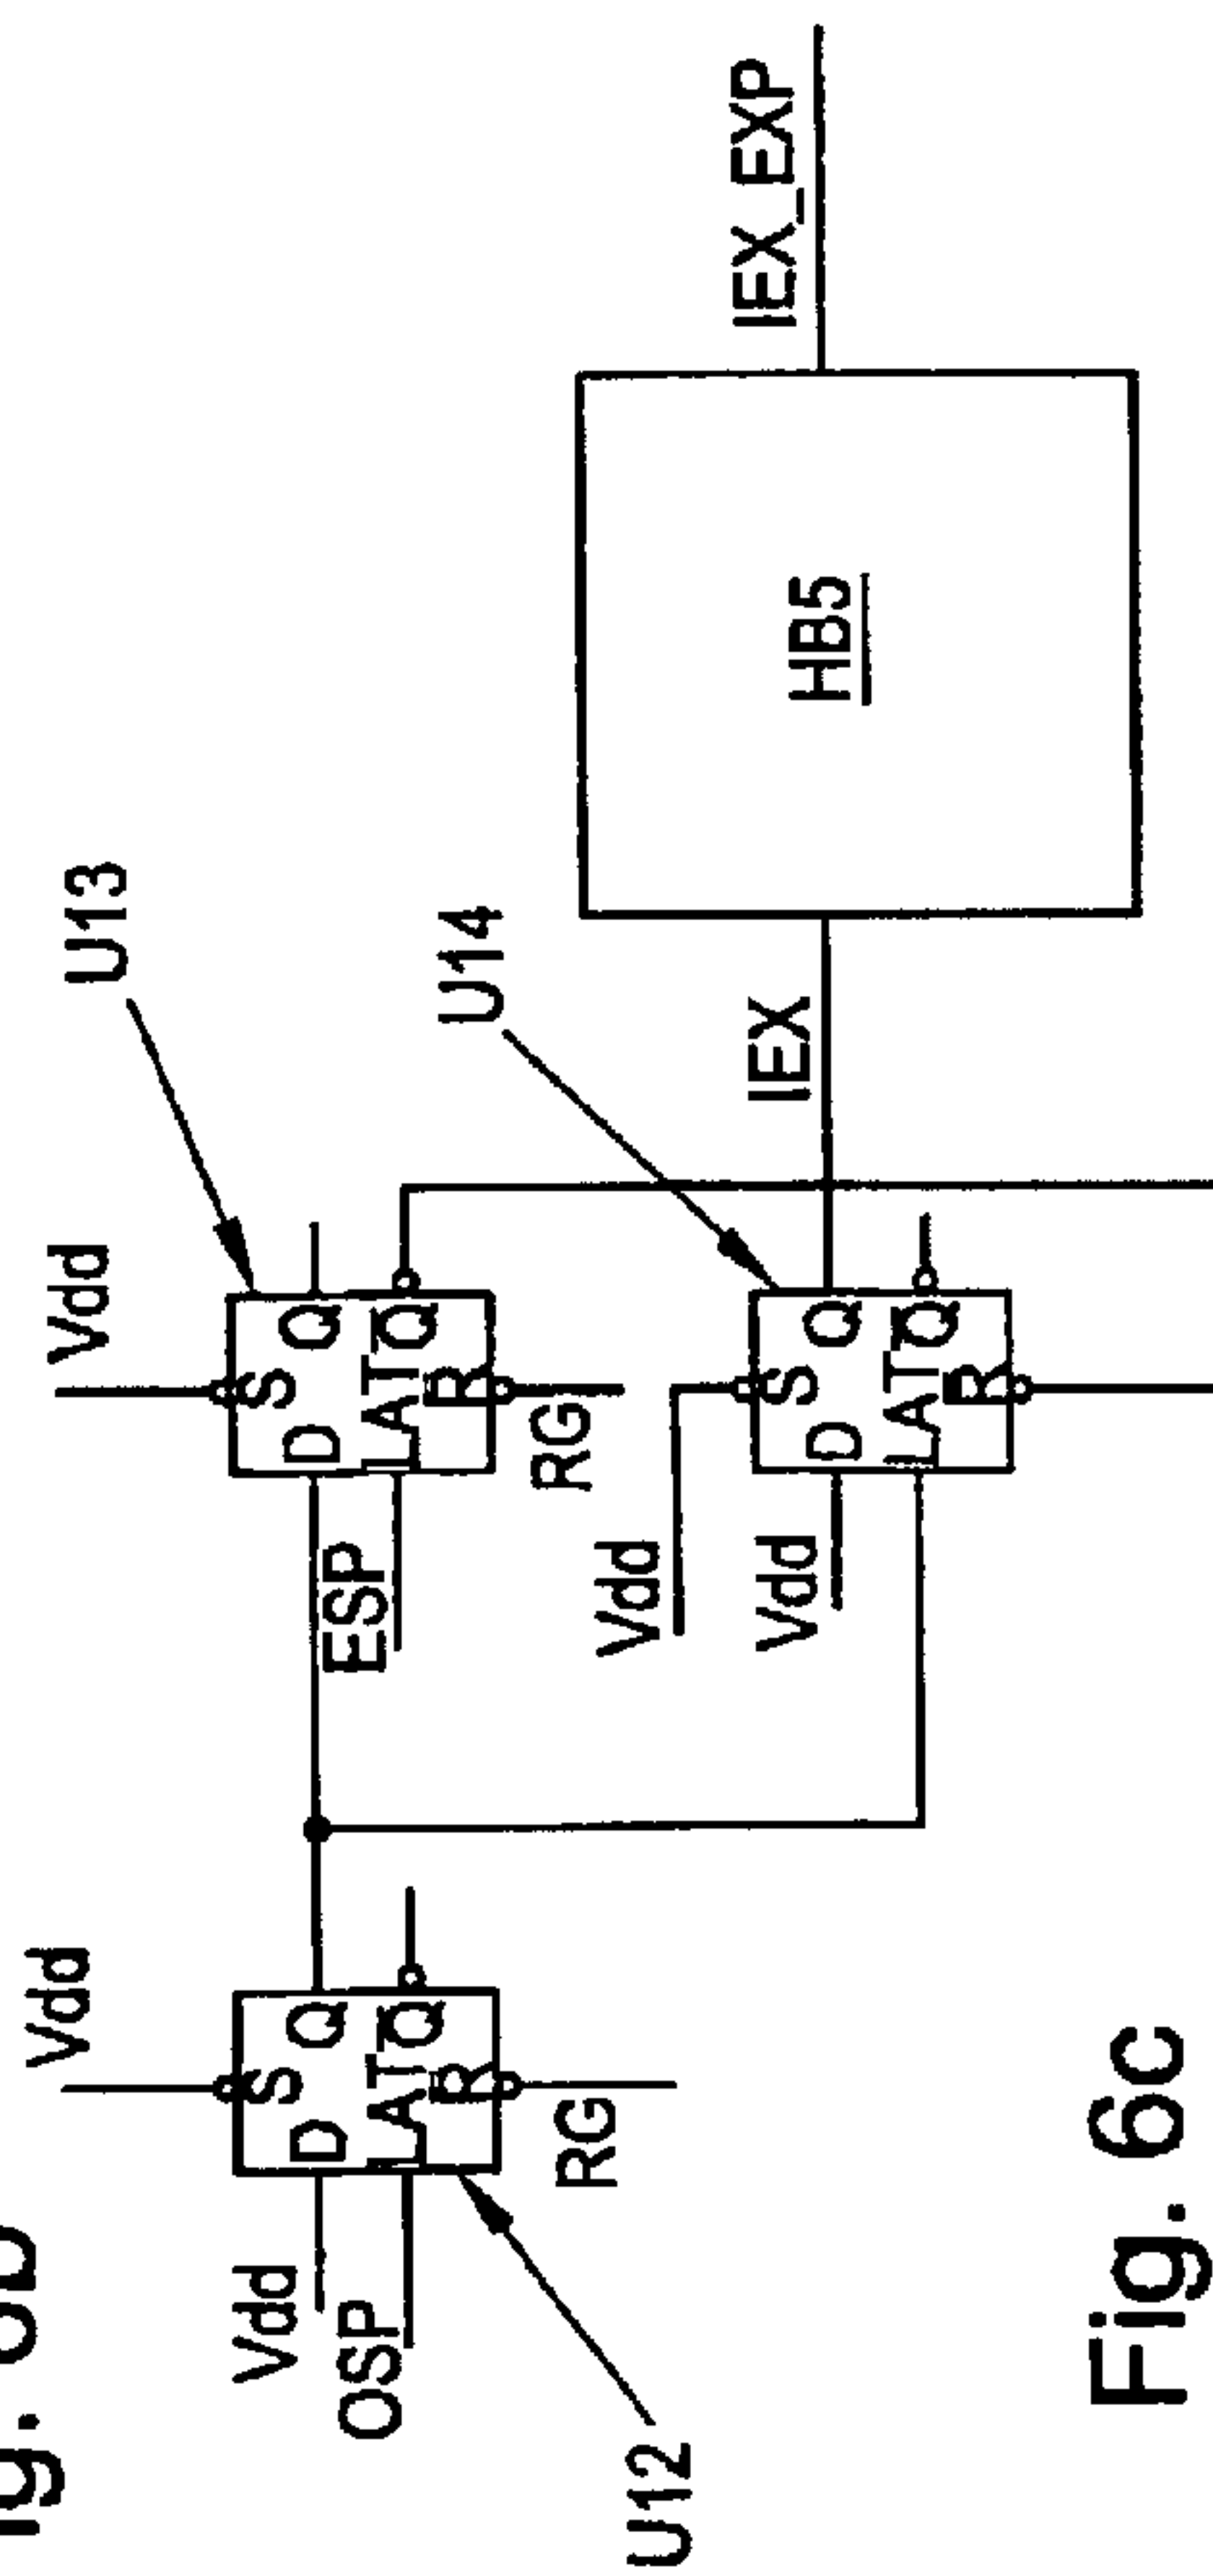 Vdd
Vdd
U13
S
D
Q
LAT
Q
R
S
D
Q
LAT
Q
R
Vdd
OSP
ESP
RG
RG
U12
U14
Vdd
Vdd
S
D
Q
LAT
Q
R
IEX
HB5
IEX_EXP
Fig. 6c